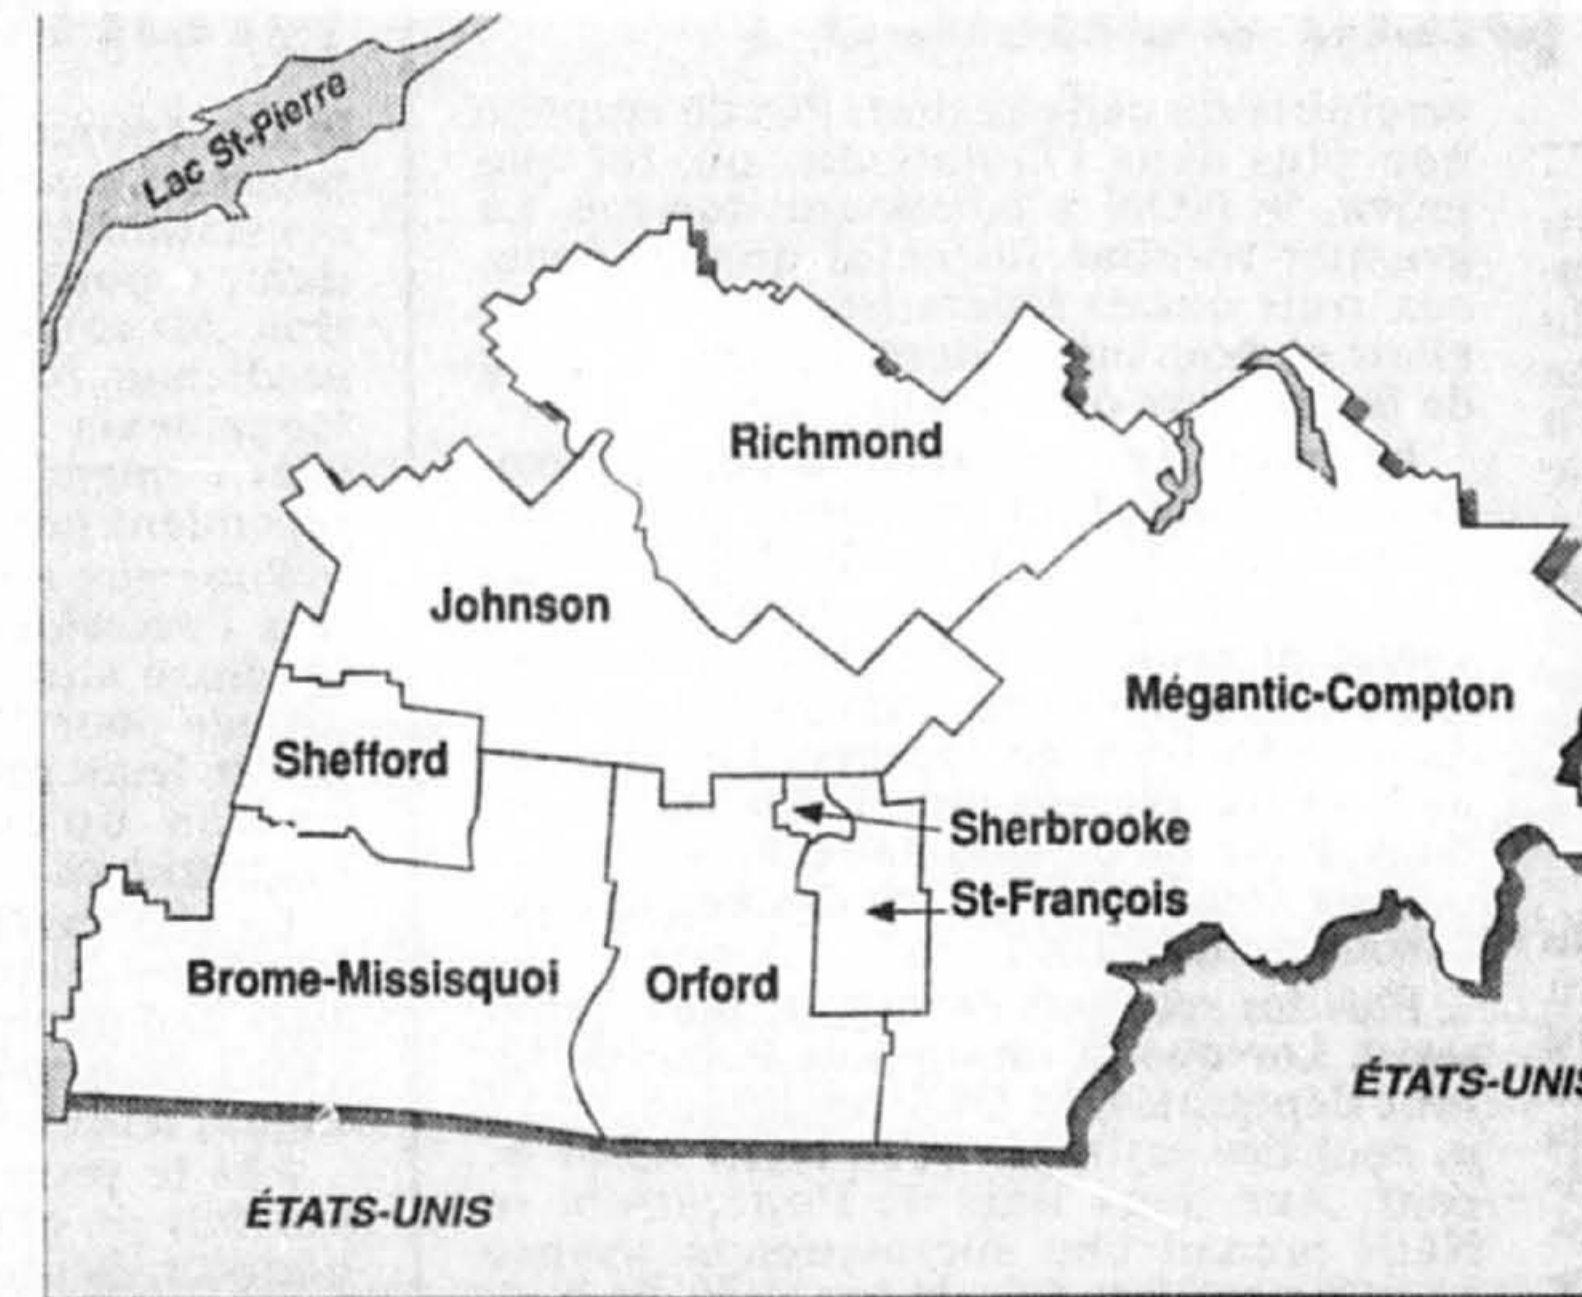 Lac St-Pierre
Richmond
Johnson
Mégantic-Compton
Shefford
Sherbrooke
St-François
Brome-Missisquoi
Orford
ÉTATS-UNIS
ÉTATS-UNIS